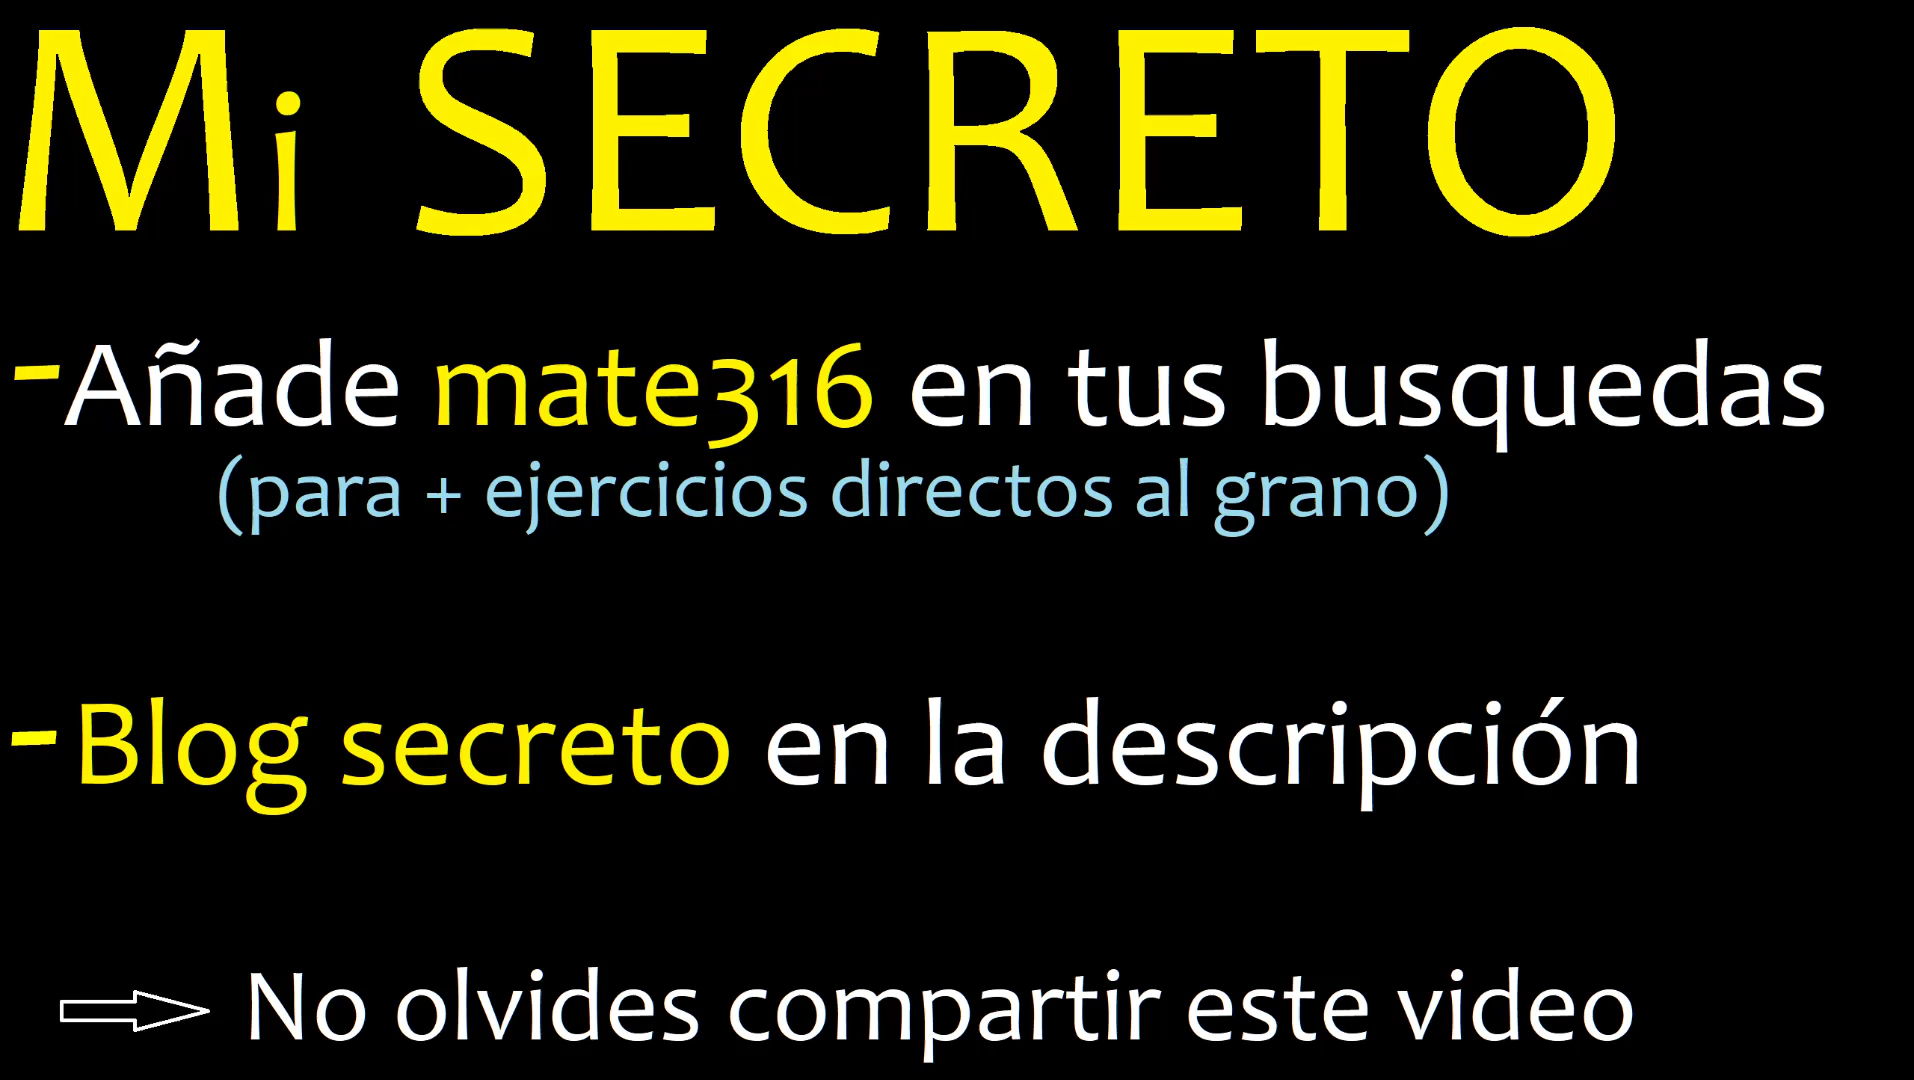 Mi SECRETO
-Añade mate316 en tus busquedas
(para + ejercicios directos al grano)
-Blog secreto en la descripción
No olvides compartir este video